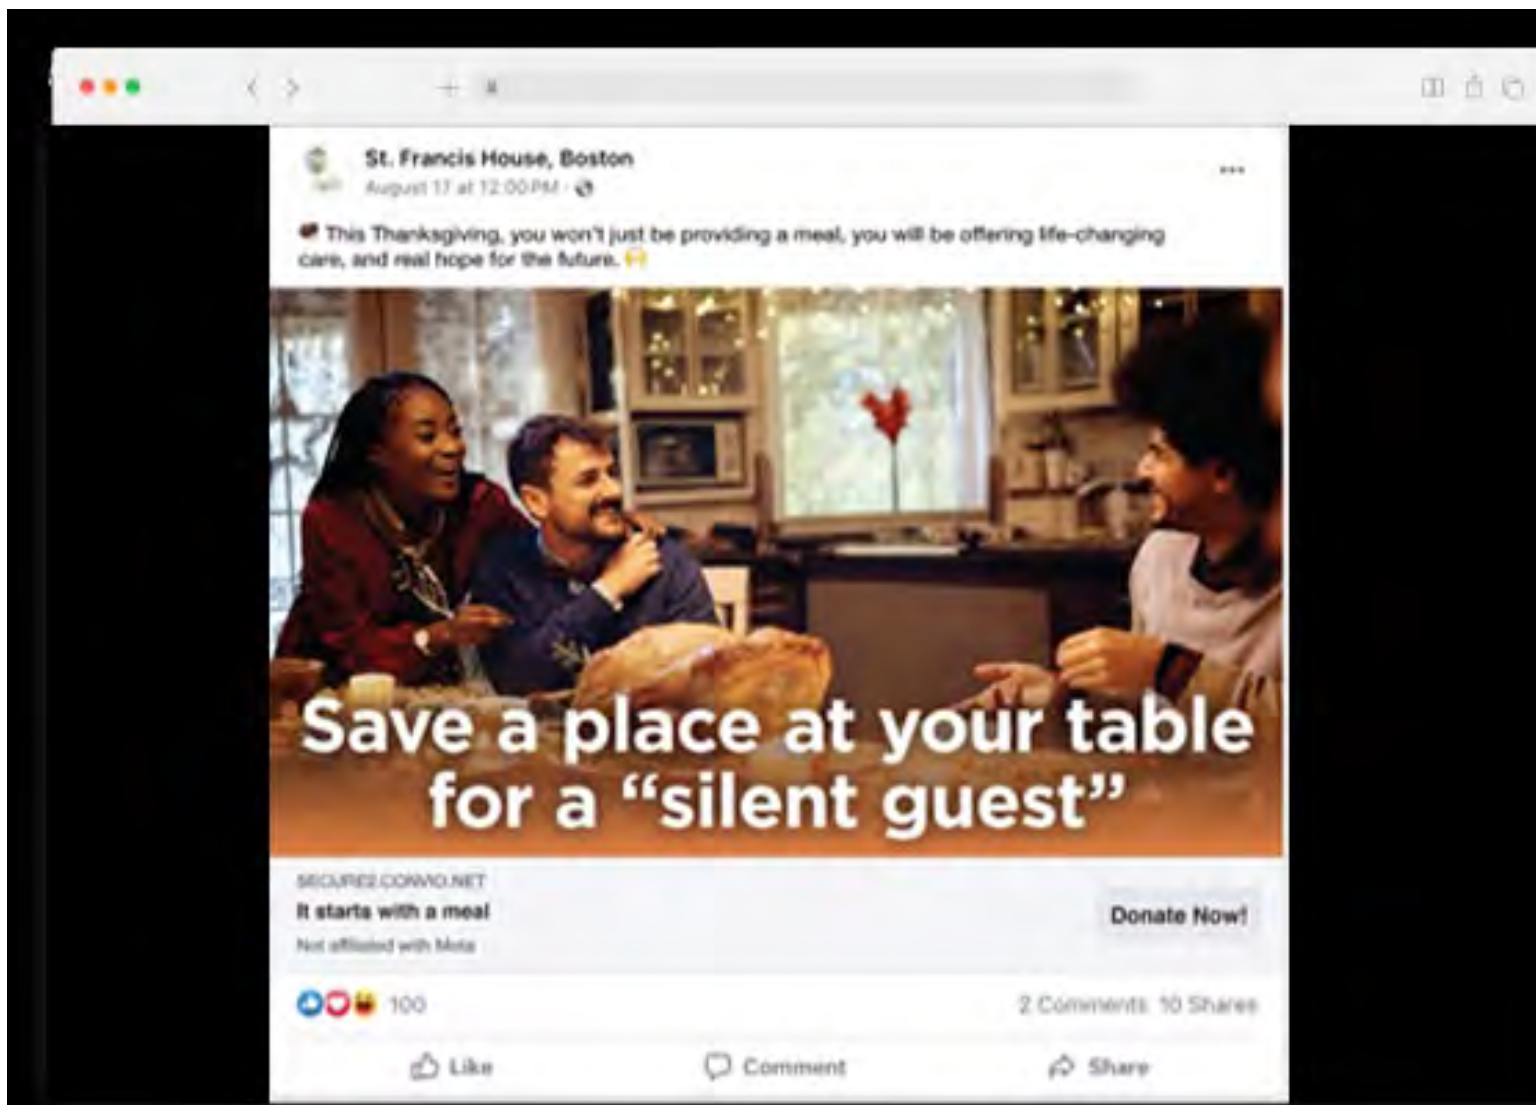 St. Francis House, Boston
August 17 at 12:00 PM ·
This Thanksgiving, you won't just be providing a meal, you will be offering life-changing
care, and real hope for the future.
Save a place at your table
for a “silent guest”
SECURE2.CONVIO.NET
It starts with a meal
Donate Now!
Not affiliated with Meta
100
2 Comments 10 Shares
Like
Comment
Share